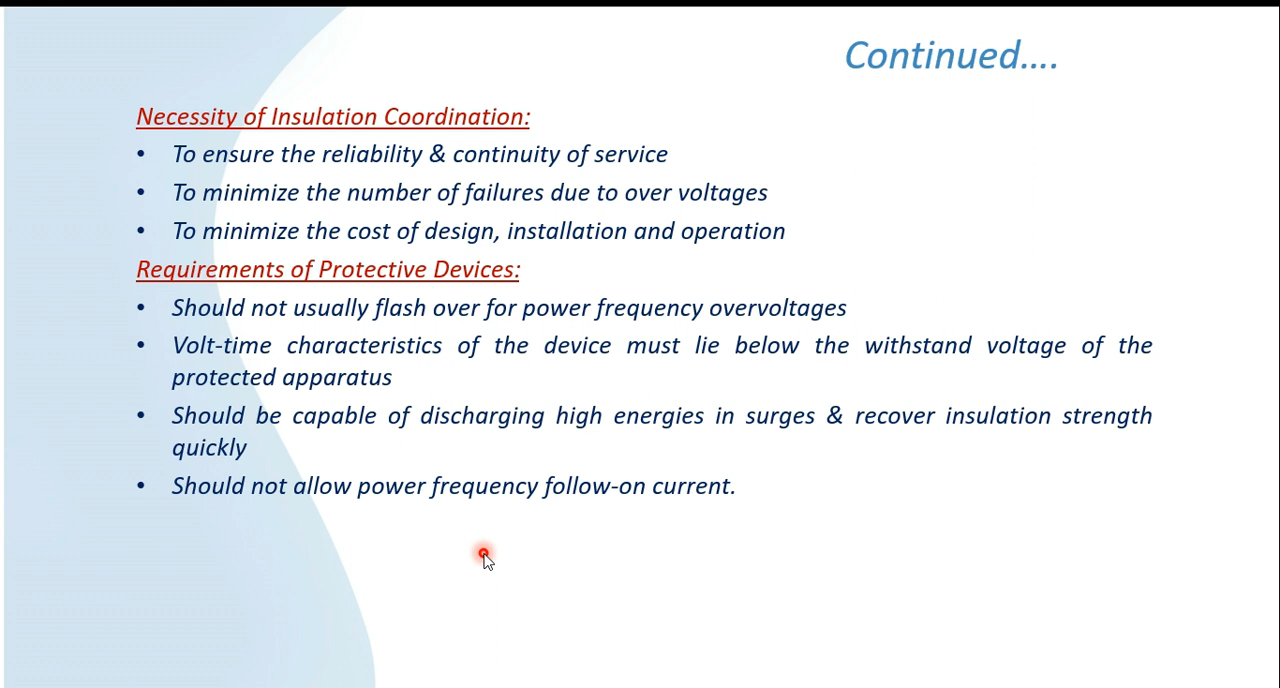 Continued....
Necessity of Insulation Coordination:
• To ensure the reliability & continuity of service
• To minimize the number of failures due to over voltages
• To minimize the cost of design, installation and operation
Requirements of Protective Devices:
• Should not usually flash over for power frequency overvoltages
• Volt-time characteristics of the device must lie below the withstand voltage of the
protected apparatus
• Should be capable of discharging high energies in surges & recover insulation strength
quickly
• Should not allow power frequency follow-on current.